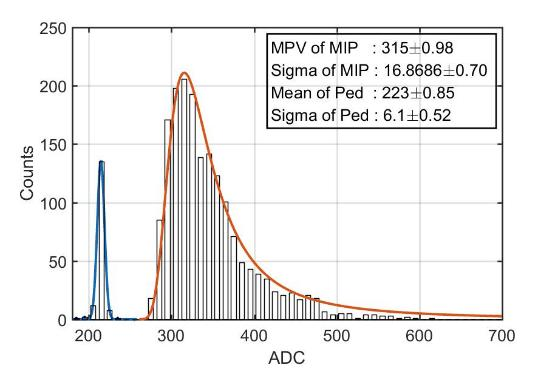 250
200
150
100
50
0
Counts
MPV of MIP : 315±0.98
Sigma of MIP : 16.8686±0.70
Mean of Ped : 223±0.85
Sigma of Ped : 6.1±0.52
200 300 400 500 600 700
ADC